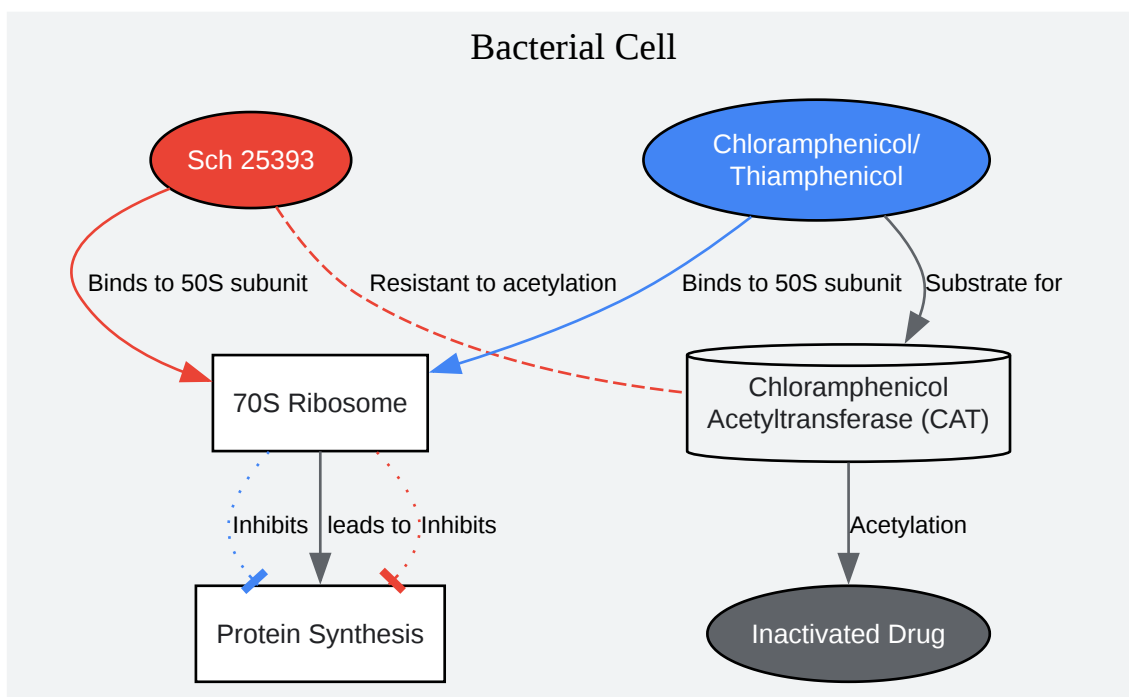 Bacterial Cell
Sch 25393
Chloramphenicol/
Thiamphenicol
Binds to 50S subunit
Resistant to acetylation
Binds to 50S subunit
Substrate for
70S Ribosome
Chloramphenicol
Acetyltransferase (CAT)
Inhibits
leads to
Inhibits
Acetylation
Protein Synthesis
Inactivated Drug